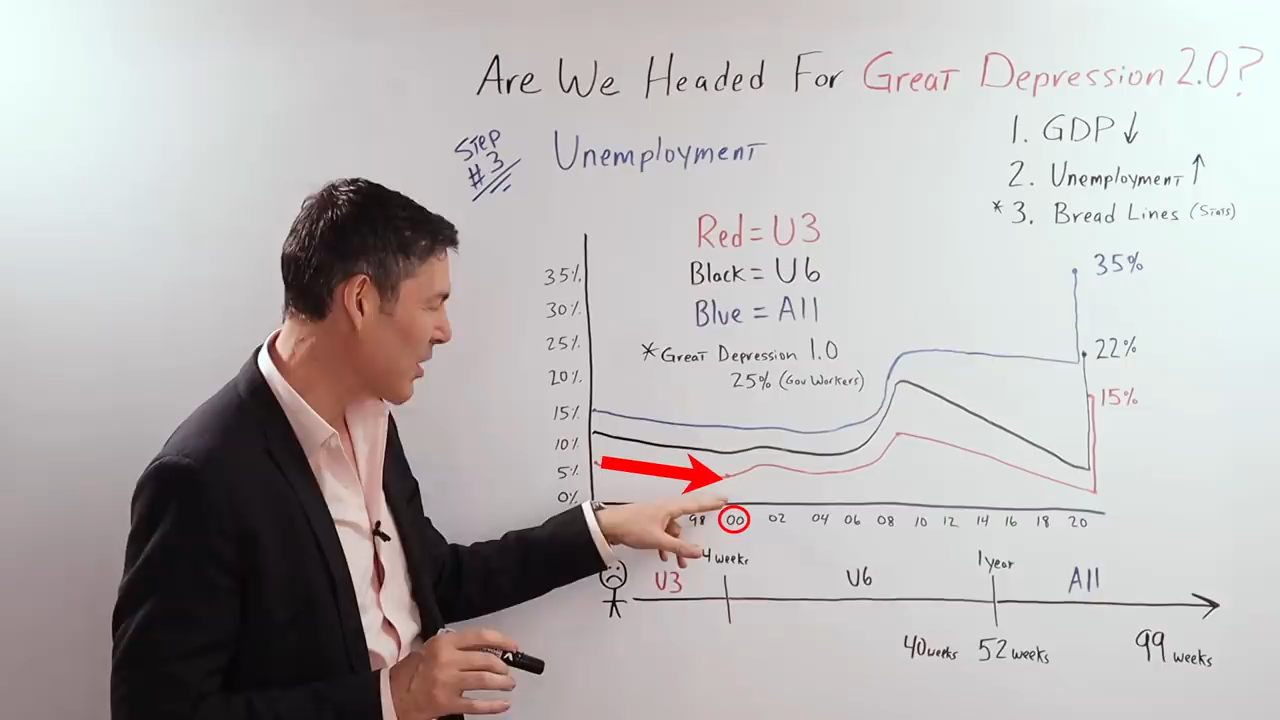 Are We Headed For Great Depression 2.0?
Step #3
Unemployment
1. GDP ↓
2. Unemployment ↑
* 3. Bread Lines (Stats)
Red = U3
Black = U6
Blue = All
* Great Depression 1.0
25% (Gov Workers)
35%
30%
25%
20%
15%
10%
5%
0%
35%
22%
15%
98 00 02 04 06 08 10 12 14 16 18 20
4 weeks
1 year
U3
U6
All
40 weeks
52 weeks
99 weeks